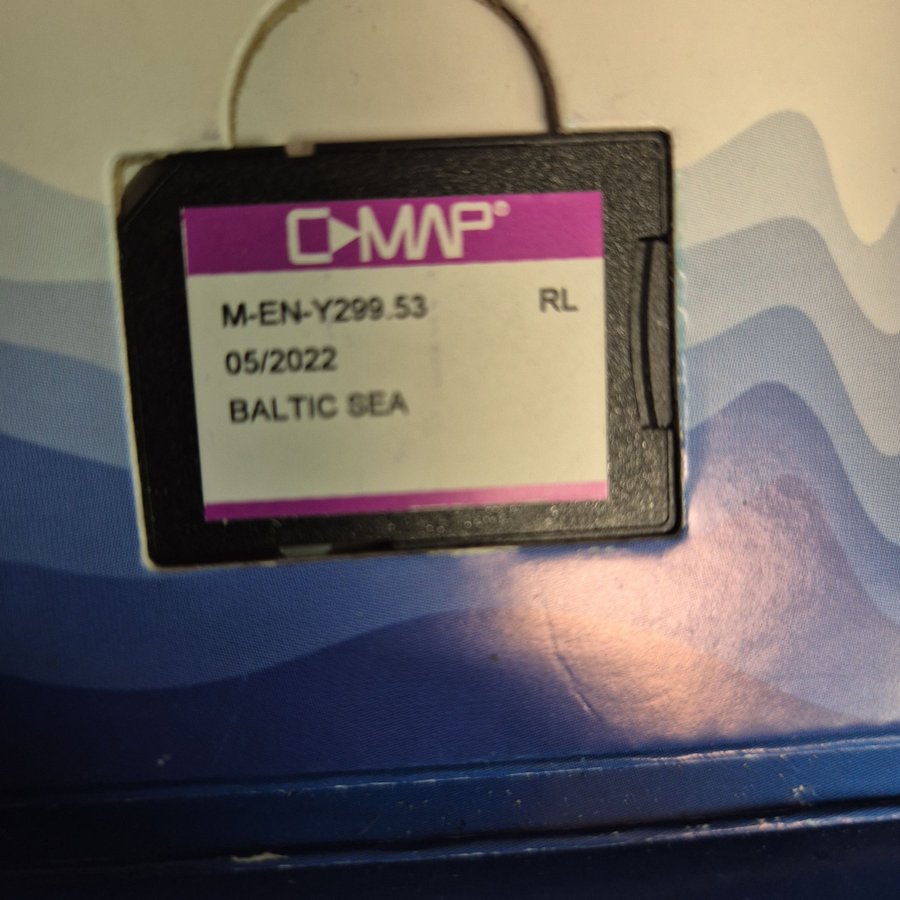 C-MAP®
M-EN-Y299.53 RL
05/2022
BALTIC SEA